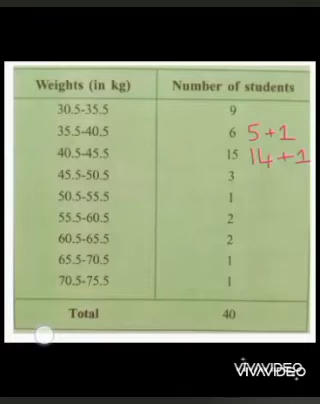 Weights (in kg) Number of students
30.5-35.5 9
35.5-40.5 6 5+1
40.5-45.5 15 14+1
45.5-50.5 3
50.5-55.5 1
55.5-60.5 2
60.5-65.5 2
65.5-70.5 1
70.5-75.5 1
Total 40
VIVAVIDEO